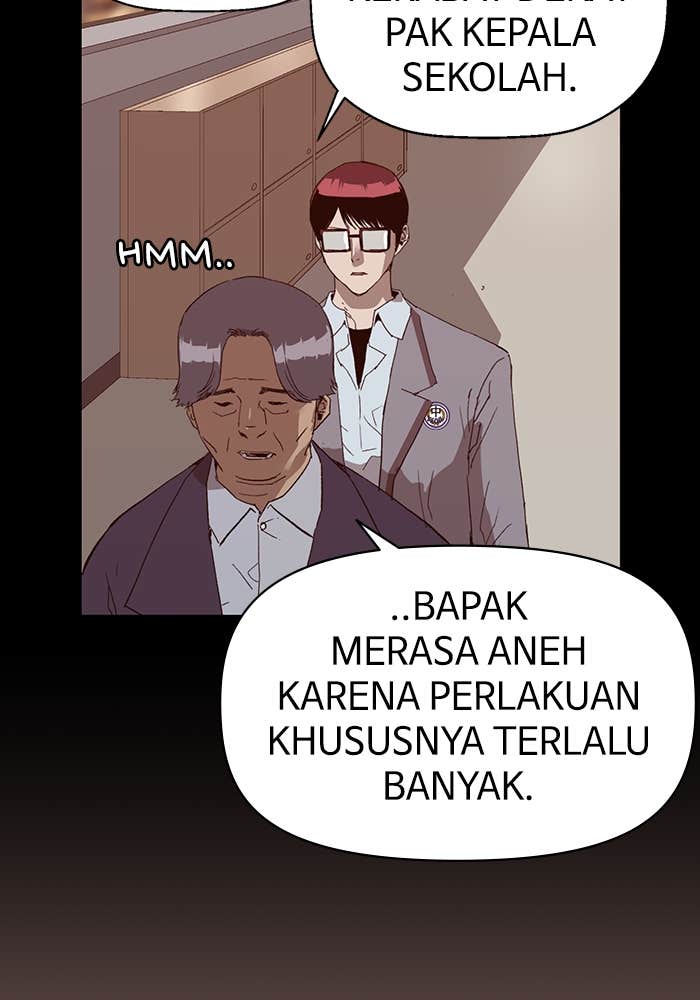 PAK KEPALA
SEKOLAH.
HMM..
..BAPAK
MERASA ANEH
KARENA PERLAKUAN
KHUSUSNYA TERLALU
BANYAK.